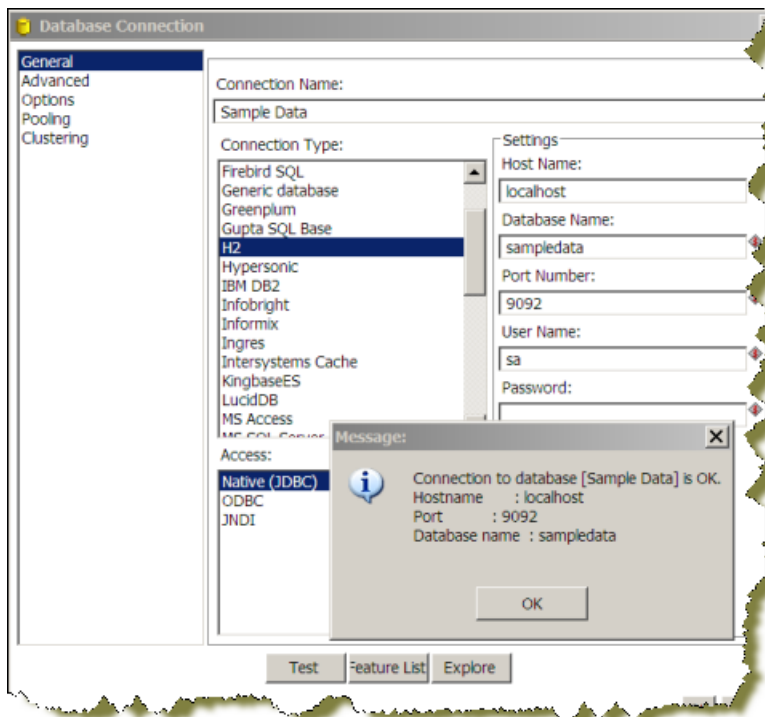 Database Connection
General
Advanced
Options
Pooling
Clustering
Connection Name:
Sample Data
Connection Type:
Firebird SQL
Generic database
Greenplum
Gupta SQL Base
H2
Hypersonic
IBM DB2
Infobright
Informix
Ingres
Intersystems Cache
KingbaseES
LucidDB
MS Access
MS SQL Server
Settings
Host Name:
localhost
Database Name:
sampledata
Port Number:
9092
User Name:
sa
Password:
Access:
Native (JDBC)
ODBC
JNDI
Message:
Connection to database [Sample Data] is OK.
Hostname : localhost
Port : 9092
Database name : sampledata
OK
Test
Feature List
Explore